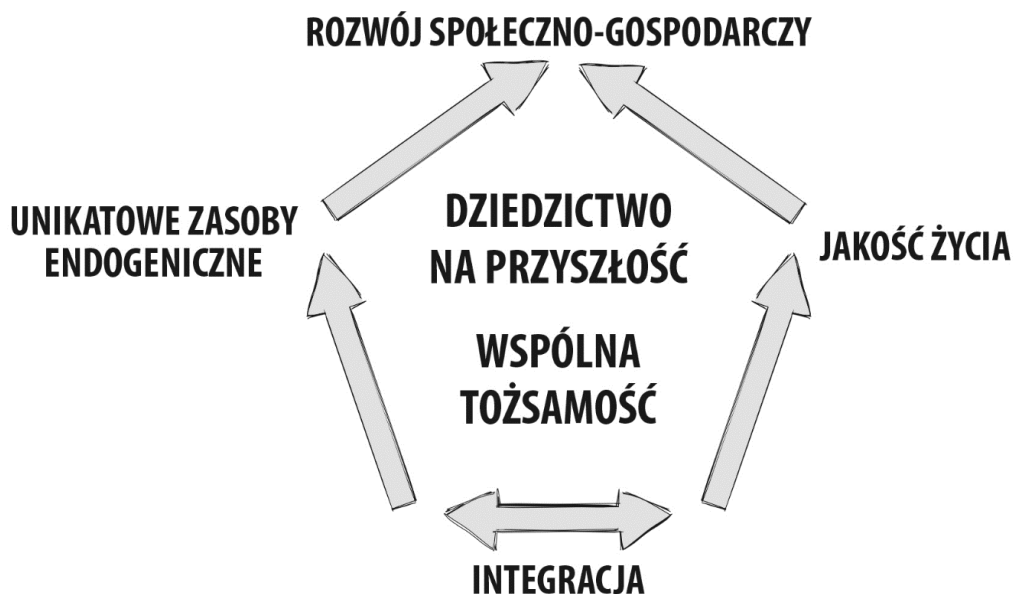 ROZWÓJ SPOŁECZNO-GOSPODARCZY
UNIKATOWE ZASOBY
ENDOGENICZNE
DZIEDZICTWO
NA PRZYSZŁOŚĆ
WSPÓLNA
TOŻSAMOŚĆ
JAKOŚĆ ŻYCIA
INTEGRACJA